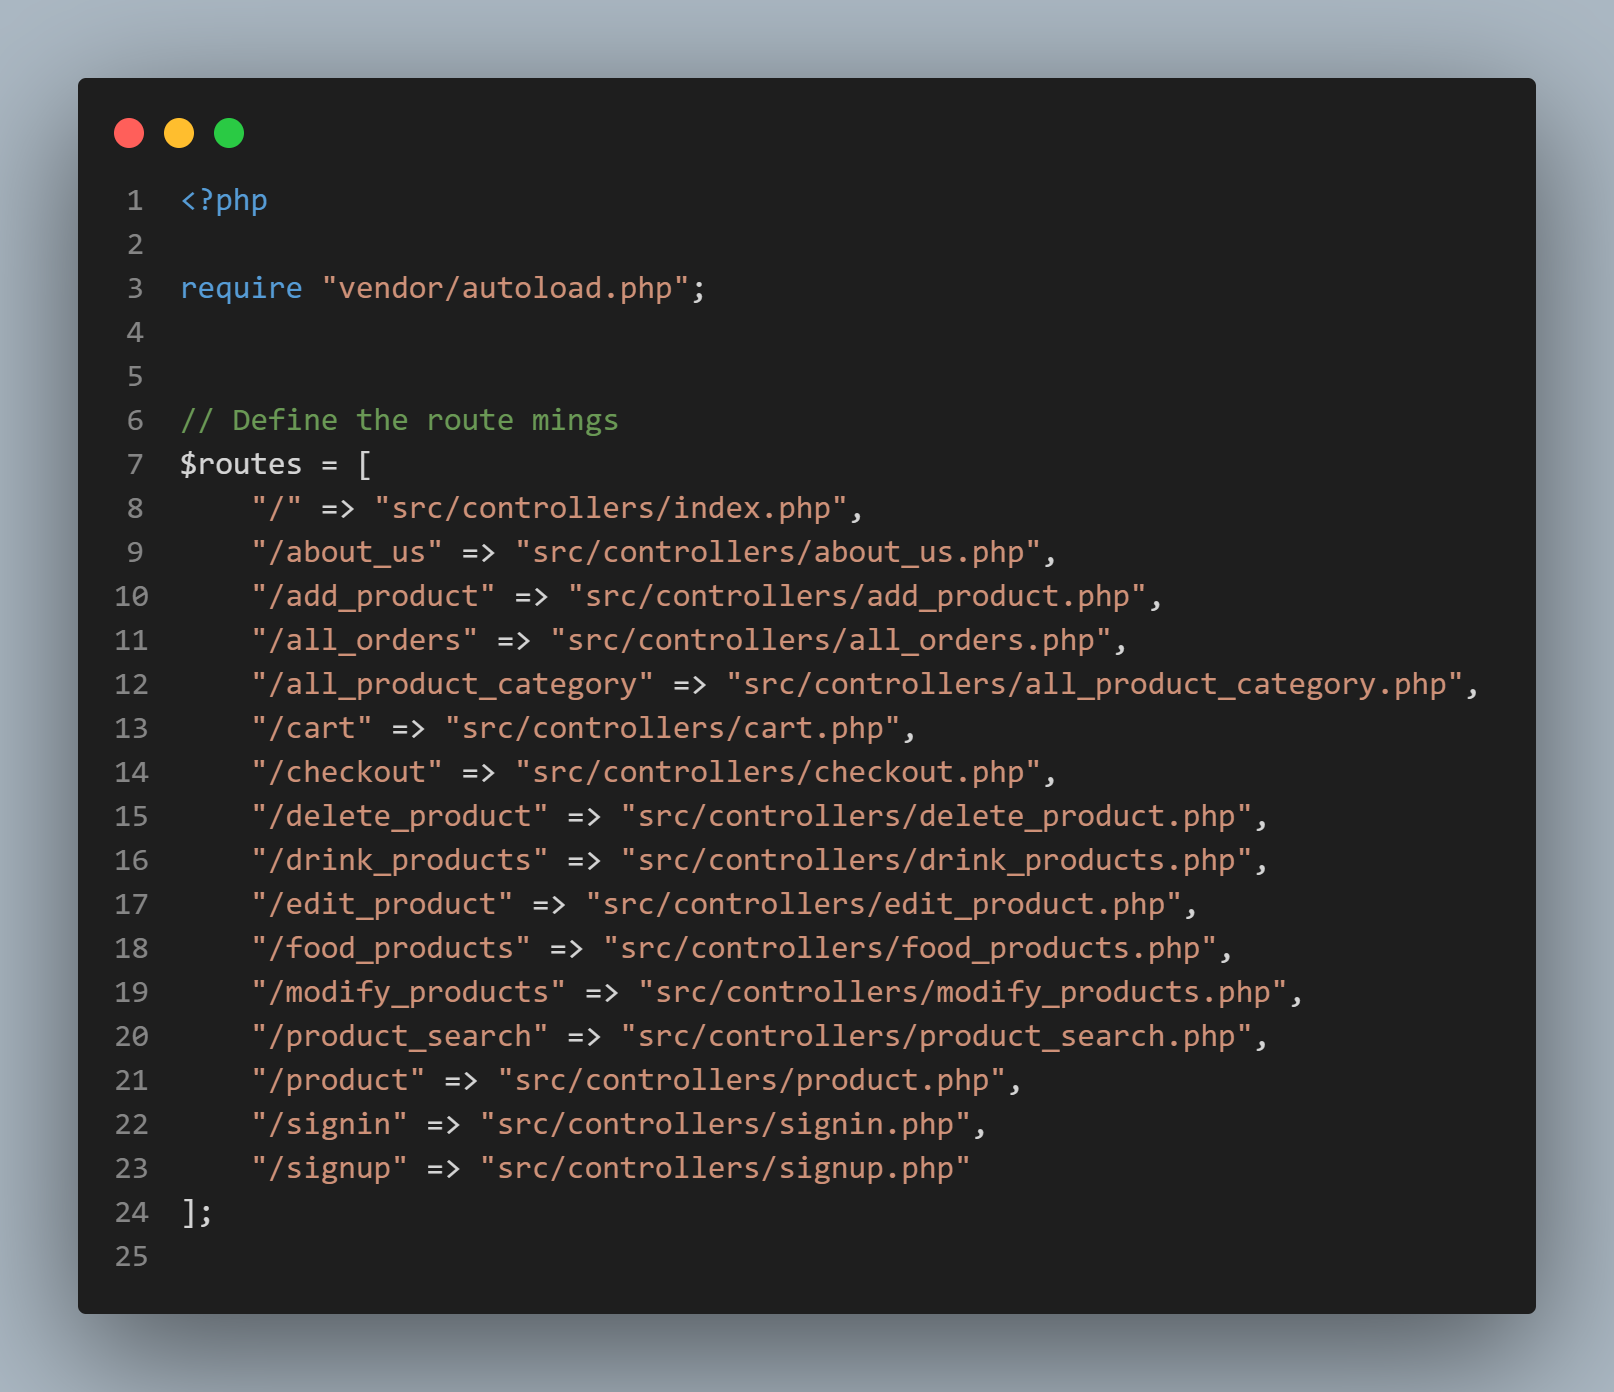 1 <?php
2
3 require "vendor/autoload.php";
4
5
6 // Define the route mings
7 $routes = [
8     "/" => "src/controllers/index.php",
9     "/about_us" => "src/controllers/about_us.php",
10     "/add_product" => "src/controllers/add_product.php",
11     "/all_orders" => "src/controllers/all_orders.php",
12     "/all_product_category" => "src/controllers/all_product_category.php",
13     "/cart" => "src/controllers/cart.php",
14     "/checkout" => "src/controllers/checkout.php",
15     "/delete_product" => "src/controllers/delete_product.php",
16     "/drink_products" => "src/controllers/drink_products.php",
17     "/edit_product" => "src/controllers/edit_product.php",
18     "/food_products" => "src/controllers/food_products.php",
19     "/modify_products" => "src/controllers/modify_products.php",
20     "/product_search" => "src/controllers/product_search.php",
21     "/product" => "src/controllers/product.php",
22     "/signin" => "src/controllers/signin.php",
23     "/signup" => "src/controllers/signup.php"
24 ];
25